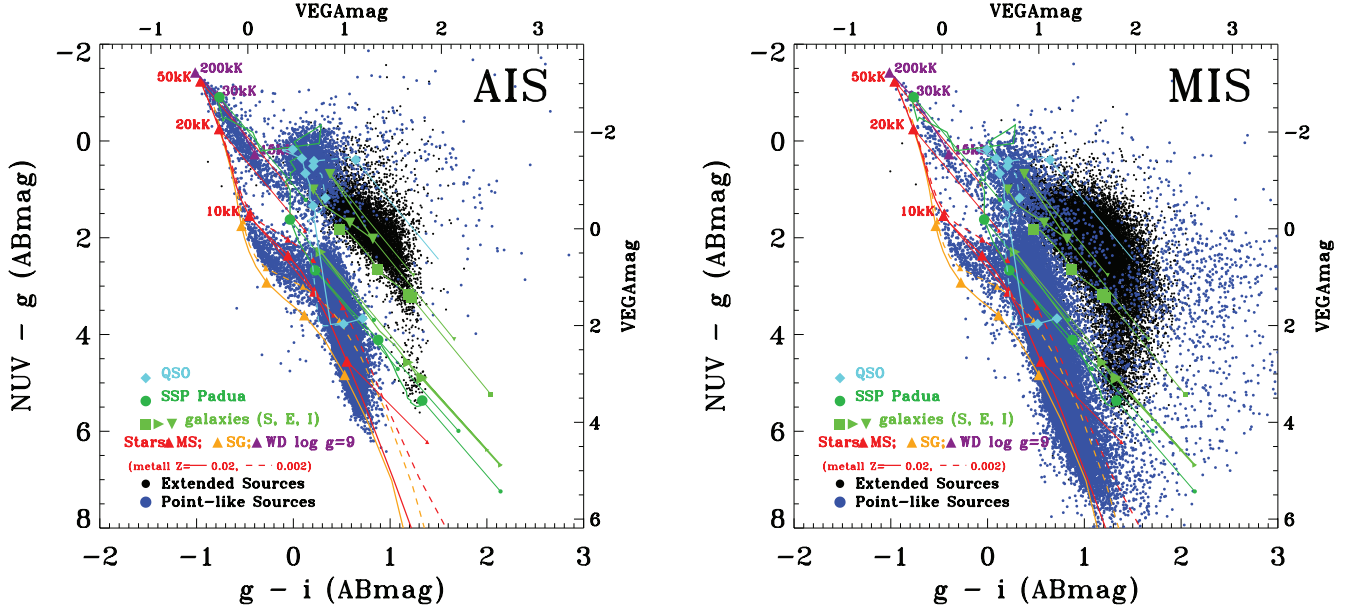 VEGAmag
-1 0 1 2 3
AIS
200kK
50kK
30kK
20kK
10kK
-2
0
2
4
6
8
NUV - g (ABmag)
-2
0
2
4
6
VEGAmag
QSO
SSP Padua
galaxies (S, E, I)
Stars MS; SG; WD log g=9
(metall Z= 0.02, 0.002)
Extended Sources
Point-like Sources
-2 -1 0 1 2 3
g - i (ABmag)
VEGAmag
-1 0 1 2 3
MIS
200kK
50kK
30kK
20kK
10kK
-2
0
2
4
6
8
NUV - g (ABmag)
-2
0
2
4
6
VEGAmag
QSO
SSP Padua
galaxies (S, E, I)
Stars MS; SG; WD log g=9
(metall Z= 0.02, 0.002)
Extended Sources
Point-like Sources
-2 -1 0 1 2 3
g - i (ABmag)